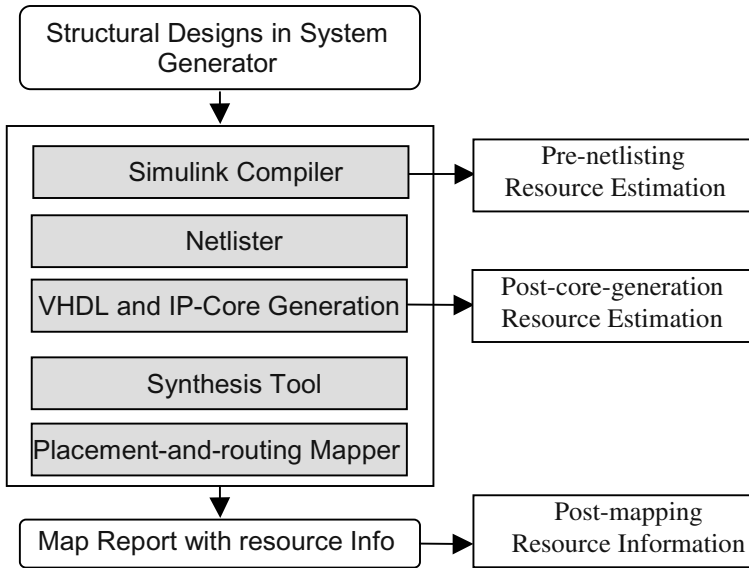 Structural Designs in System
Generator
Simulink Compiler
Pre-netlisting
Resource Estimation
Netlister
VHDL and IP-Core Generation
Post-core-generation
Resource Estimation
Synthesis Tool
Placement-and-routing Mapper
Map Report with resource Info
Post-mapping
Resource Information